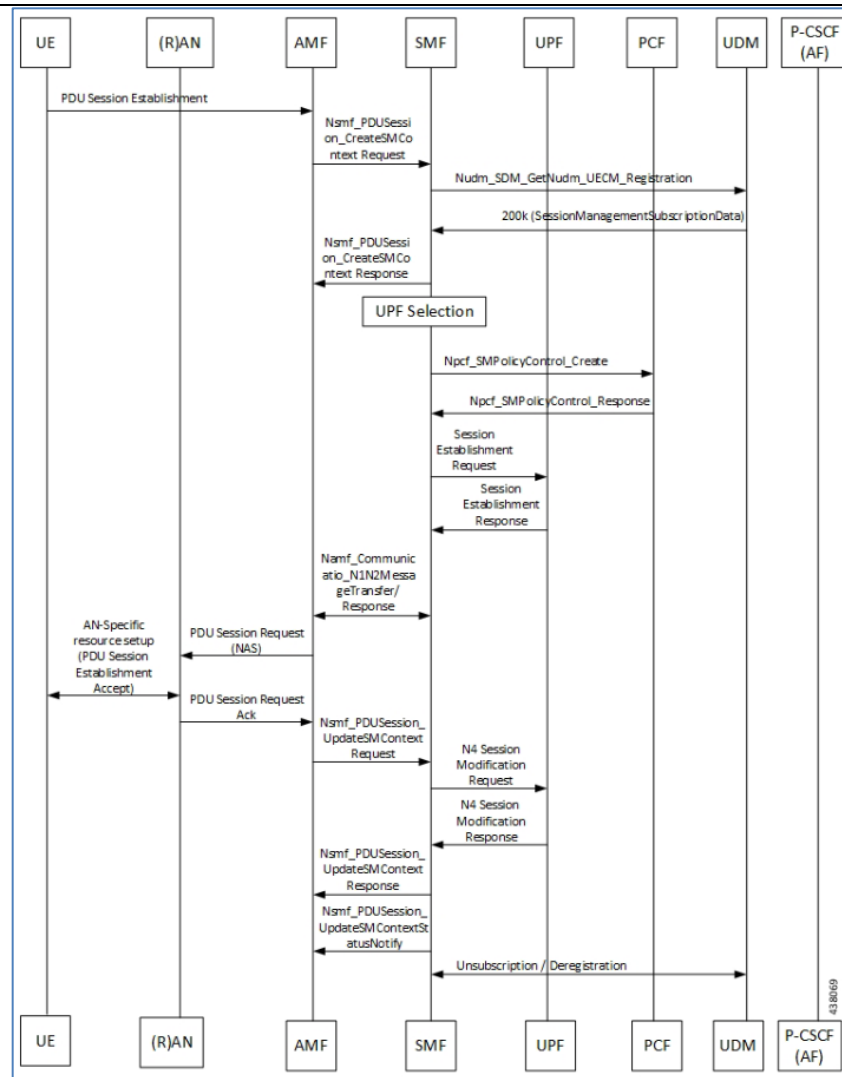 UE
(R)AN
AMF
SMF
UPF
PCF
UDM
P-CSCF
(AF)
PDU Session Establishment
Nsmf_PDUSessi
on_CreateSMCo
ntext Request
Nudm_SDM_GetNudm_UECM_Registration
200k (SessionManagementSubscriptionData)
Nsmf_PDUSessi
on_CreateSMCo
ntext Response
UPF Selection
Npcf_SMPolicyControl_Create
Npcf_SMPolicyControl_Response
Session
Establishment
Request
Session
Establishment
Response
Namf_Communic
atio_N1N2Messa
geTransfer/
Response
AN-Specific
resource setup
(PDU Session
Establishment
Accept)
PDU Session Request
(NAS)
PDU Session Request
Ack
Nsmf_PDUSession_
UpdateSMContext
Request
N4 Session
Modification
Request
N4 Session
Modification
Response
Nsmf_PDUSession_
UpdateSMContext
Response
Nsmf_PDUSession_
UpdateSMContextSt
atusNotify
Unsubscription / Deregistration
438069
UE
(R)AN
AMF
SMF
UPF
PCF
UDM
P-CSCF
(AF)